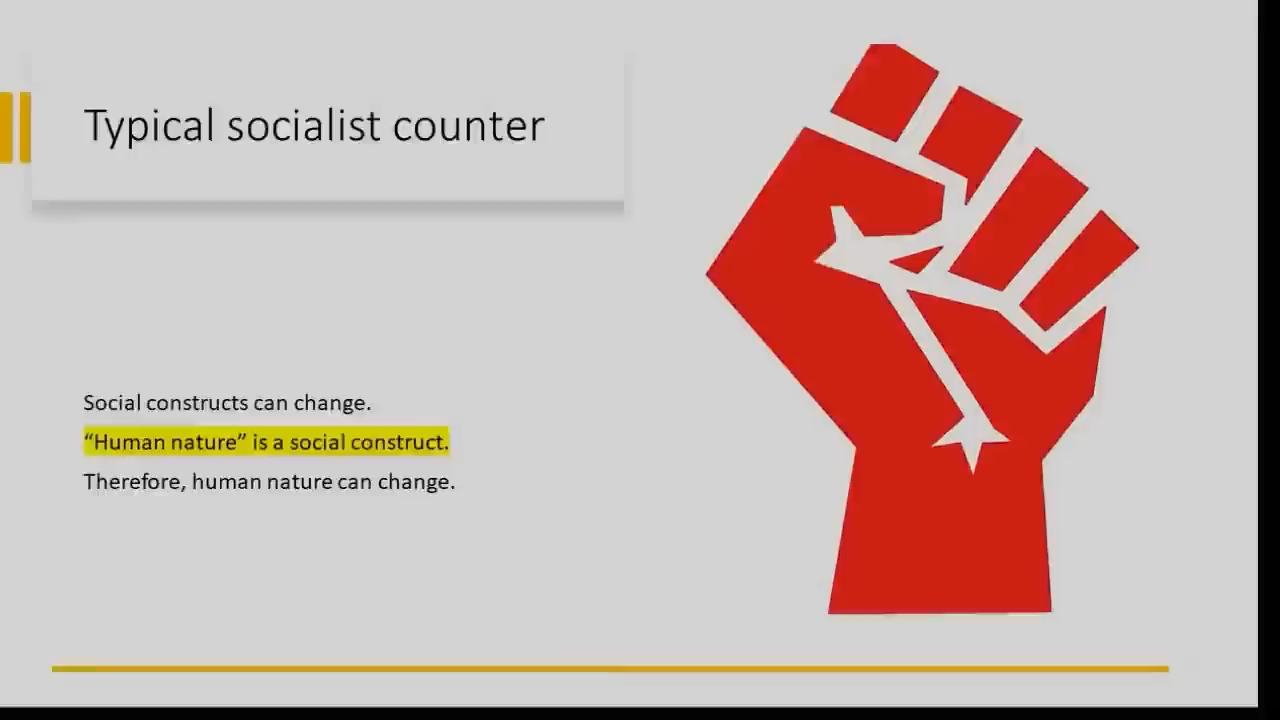 Typical socialist counter
Social constructs can change.
“Human nature” is a social construct.
Therefore, human nature can change.